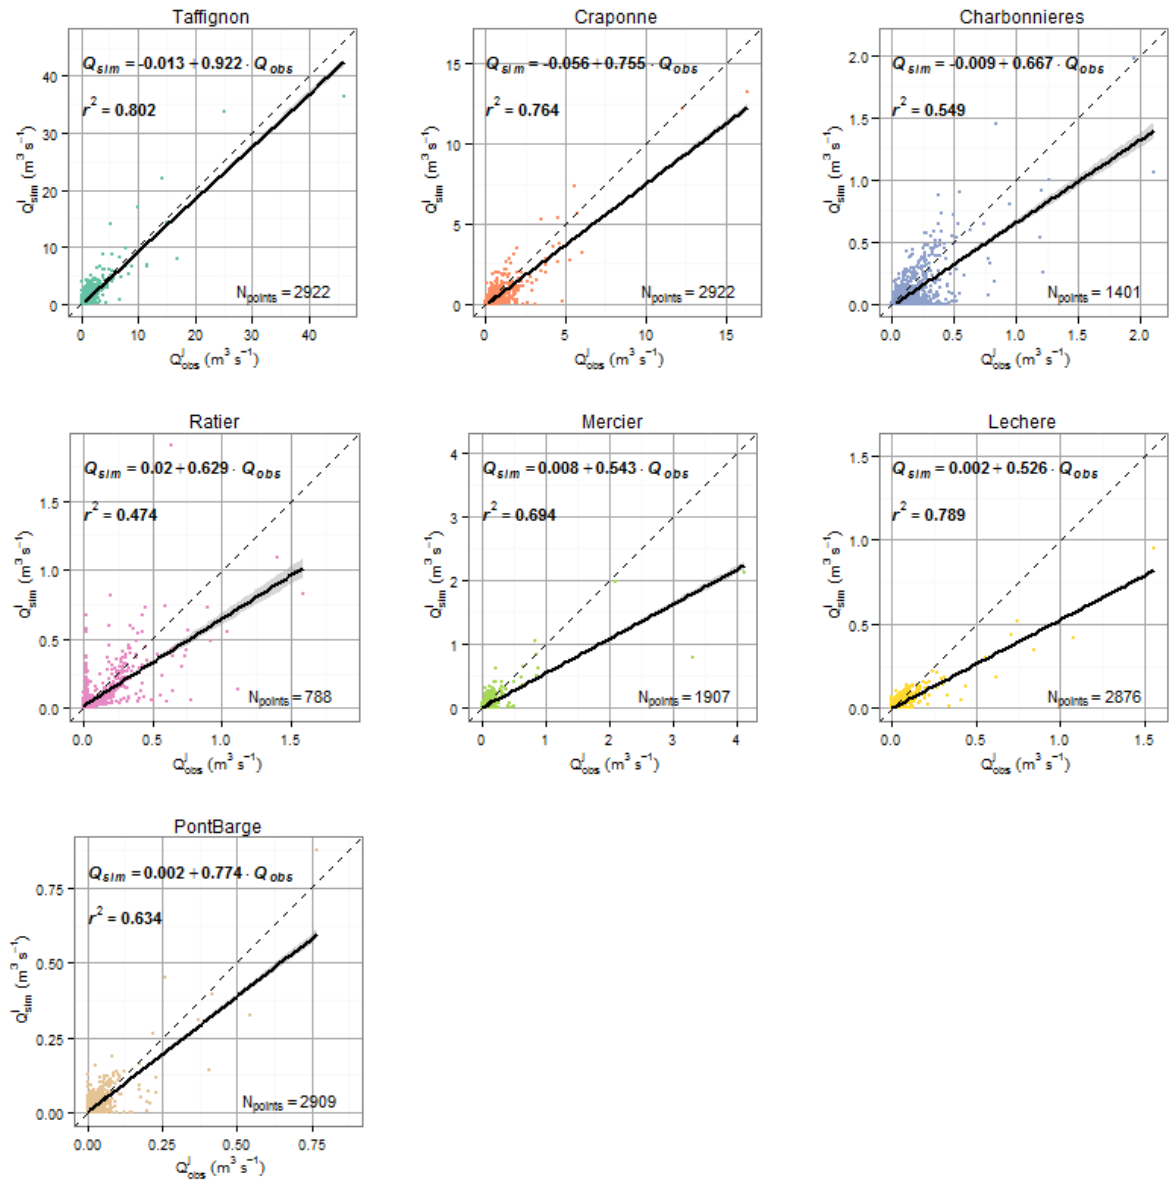 Taffignon
Q_sim = -0.013 + 0.922 · Q_obs
r² = 0.802
N_points = 2922
40
30
20
10
0
0 10 20 30 40
Q^J_sim (m³ s⁻¹)
Q^J_obs (m³ s⁻¹)
Craponne
Q_sim = -0.056 + 0.755 · Q_obs
r² = 0.764
N_points = 2922
15
10
5
0
0 5 10 15
Q^J_sim (m³ s⁻¹)
Q^J_obs (m³ s⁻¹)
Charbonnieres
Q_sim = -0.009 + 0.667 · Q_obs
r² = 0.549
N_points = 1401
2.0
1.5
1.0
0.5
0.0
0.0 0.5 1.0 1.5 2.0
Q^J_sim (m³ s⁻¹)
Q^J_obs (m³ s⁻¹)
Ratier
Q_sim = 0.02 + 0.629 · Q_obs
r² = 0.474
N_points = 788
1.5
1.0
0.5
0.0
0.0 0.5 1.0 1.5
Q^J_sim (m³ s⁻¹)
Q^J_obs (m³ s⁻¹)
Mercier
Q_sim = 0.008 + 0.543 · Q_obs
r² = 0.694
N_points = 1907
4
3
2
1
0
0 1 2 3 4
Q^J_sim (m³ s⁻¹)
Q^J_obs (m³ s⁻¹)
Lechere
Q_sim = 0.002 + 0.526 · Q_obs
r² = 0.789
N_points = 2876
1.5
1.0
0.5
0.0
0.0 0.5 1.0 1.5
Q^J_sim (m³ s⁻¹)
Q^J_obs (m³ s⁻¹)
PontBarge
Q_sim = 0.002 + 0.774 · Q_obs
r² = 0.634
N_points = 2909
0.75
0.50
0.25
0.00
0.00 0.25 0.50 0.75
Q^J_sim (m³ s⁻¹)
Q^J_obs (m³ s⁻¹)